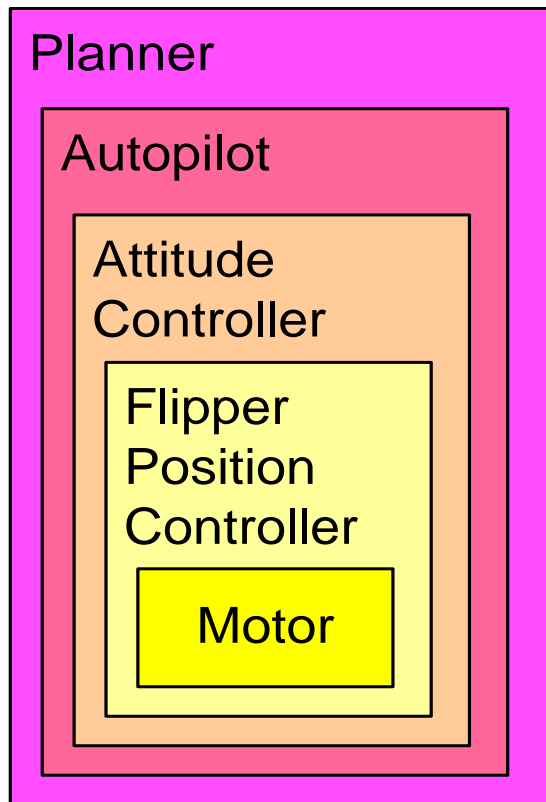 Planner
Autopilot
Attitude
Controller
Flipper
Position
Controller
Motor